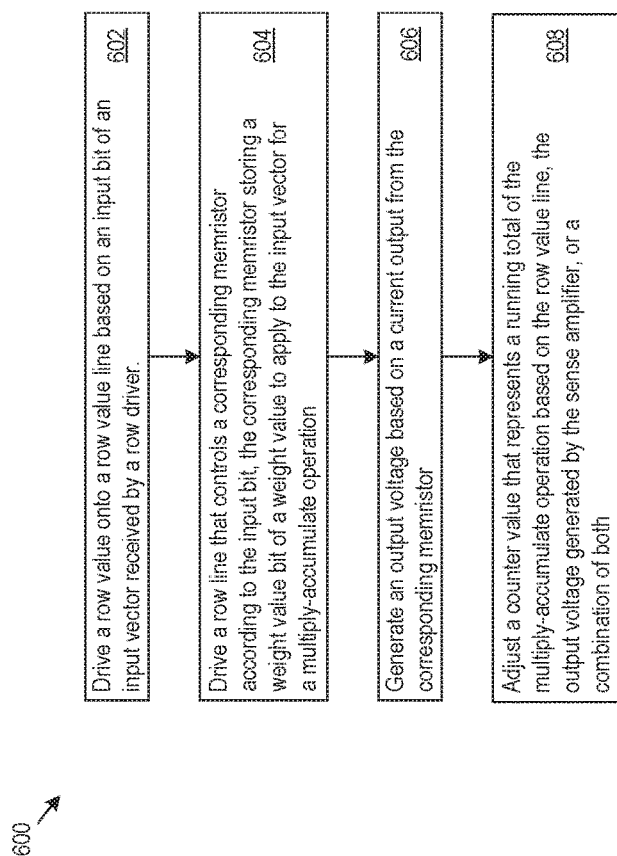 600
Drive a row value onto a row value line based on an input bit of an
input vector received by a row driver.
602
Drive a row line that controls a corresponding memristor
according to the input bit, the corresponding memristor storing a
weight value bit of a weight value to apply to the input vector for
a multiply-accumulate operation
604
Generate an output voltage based on a current output from the
corresponding memristor
606
Adjust a counter value that represents a running total of the
multiply-accumulate operation based on the row value line, the
output voltage generated by the sense amplifier, or a
combination of both
608